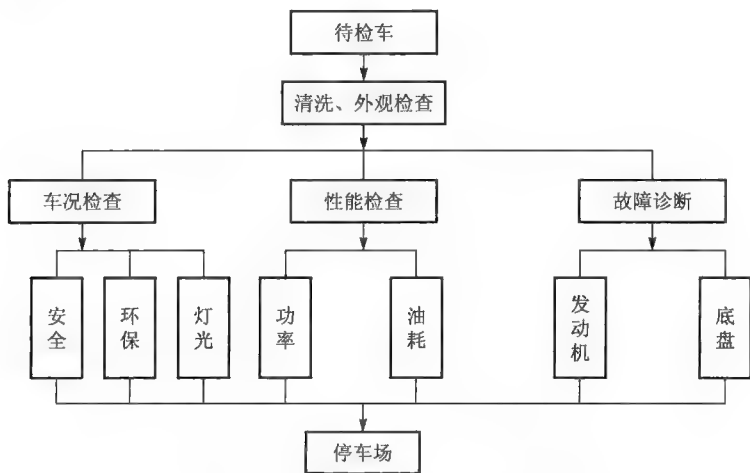 待检车
清洗、外观检查
车况检查
性能检查
故障诊断
安全
环保
灯光
功率
油耗
发动机
底盘
停车场